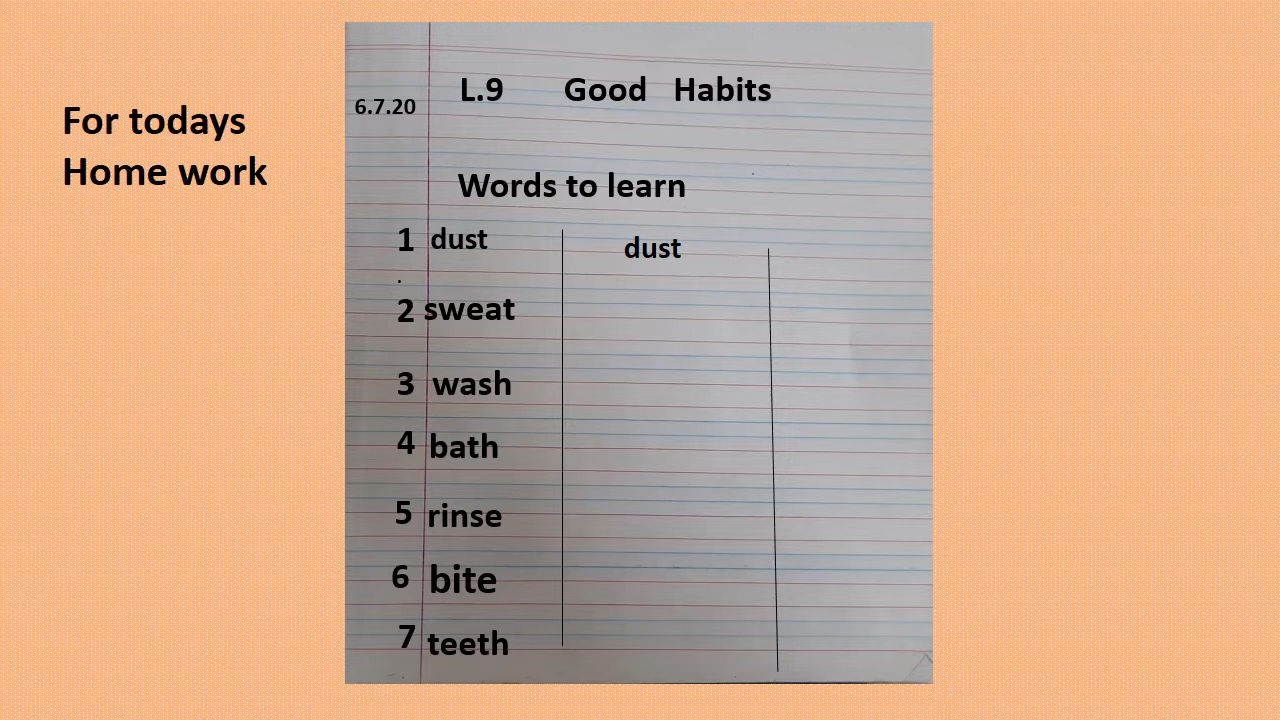 For todays
Home work
6.7.20 L.9 Good Habits
Words to learn
1 dust dust
.
2 sweat
3 wash
4 bath
5 rinse
6 bite
7 teeth